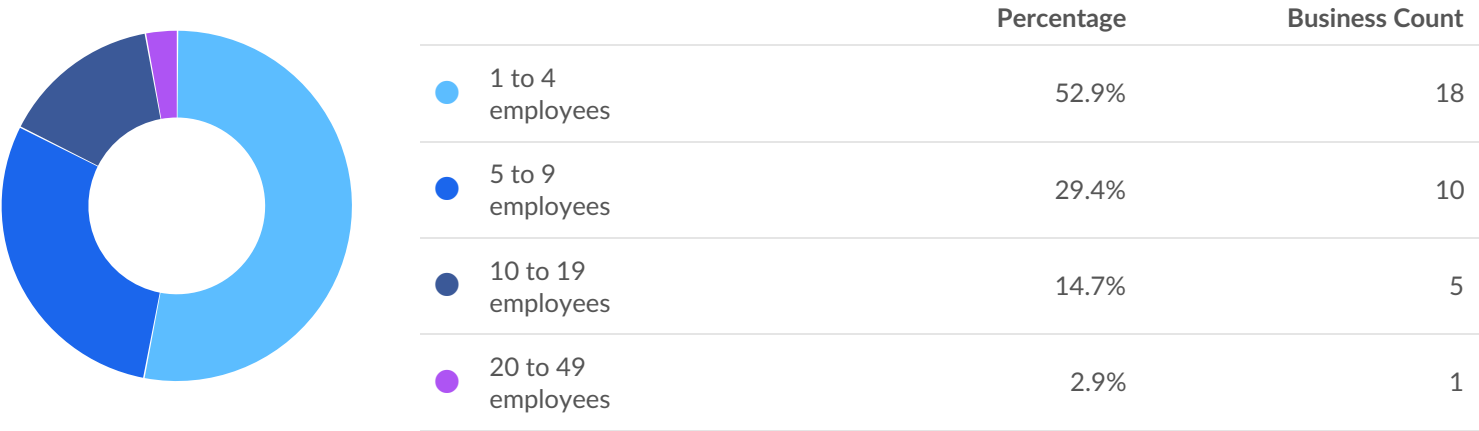 Percentage Business Count
1 to 4
employees
52.9% 18
5 to 9
employees
29.4% 10
10 to 19
employees
14.7% 5
20 to 49
employees
2.9% 1